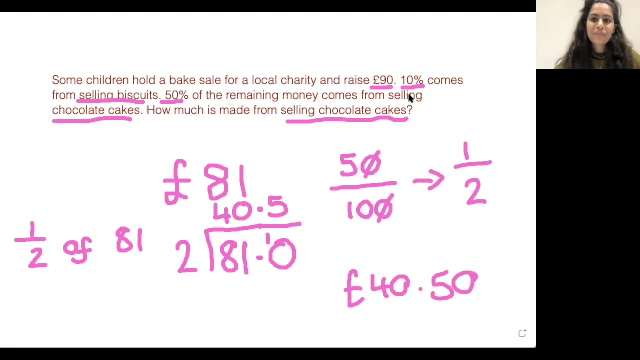 Some children hold a bake sale for a local charity and raise £90. 10% comes
from selling biscuits. 50% of the remaining money comes from selling
chocolate cakes. How much is made from selling chocolate cakes?
£ 81
50/100 → 1/2
40.5
1/2 of 81
2 81.10
£40.50